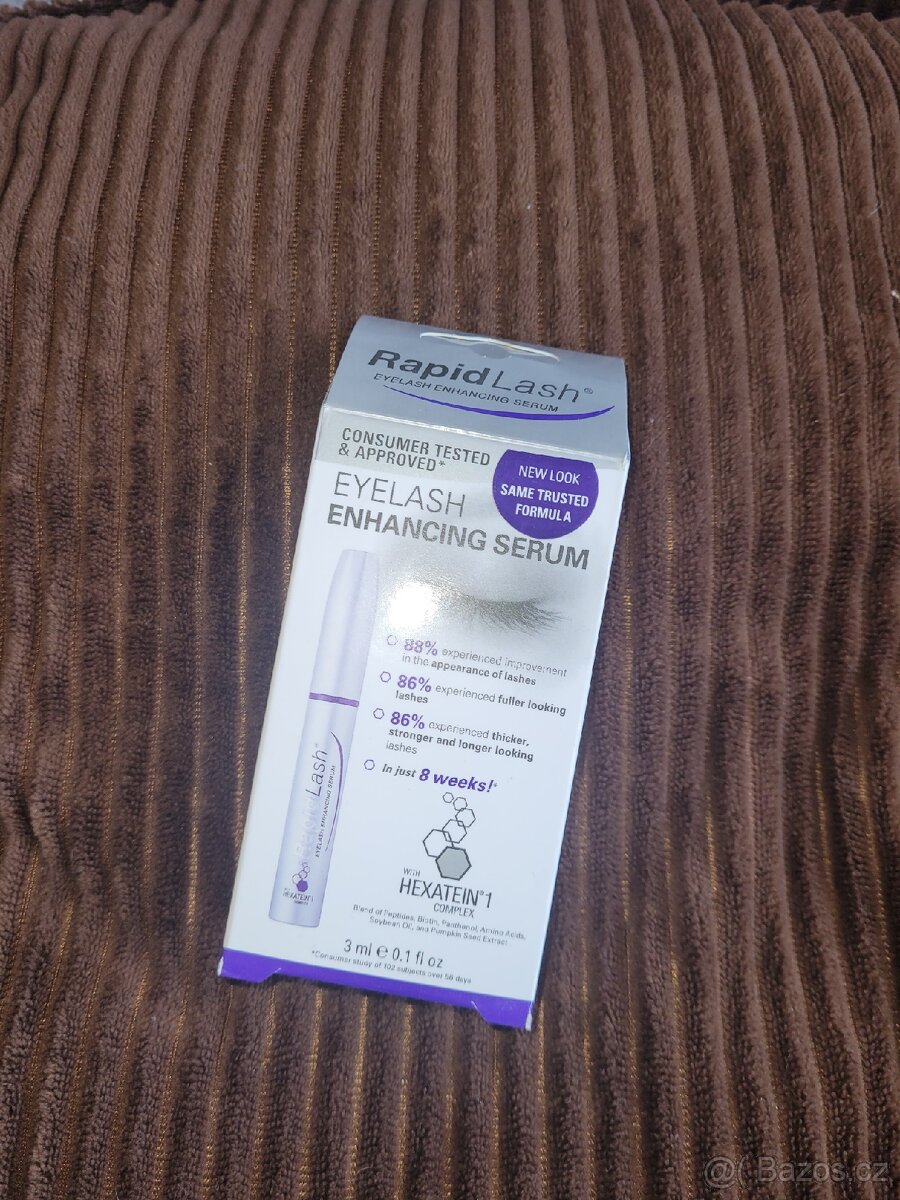 RapidLash®
EYELASH ENHANCING SERUM
CONSUMER TESTED
& APPROVED*
NEW LOOK
SAME TRUSTED
FORMULA
EYELASH
ENHANCING SERUM
88% experienced improvement
in the appearance of lashes
86% experienced fuller looking
lashes
86% experienced thicker,
stronger and longer looking
lashes
In just 8 weeks!*
Lash®
EYELASH ENHANCING SERUM
HEXATEIN®1
COMPLEX
WITH
HEXATEIN®1
COMPLEX
Blend of Peptides, Biotin, Panthenol, Amino Acids,
Soybean Oil, and Pumpkin Seed Extract
3 ml e 0.1 fl oz
*Consumer study of 102 subjects over 56 days
@( Bazos.cz